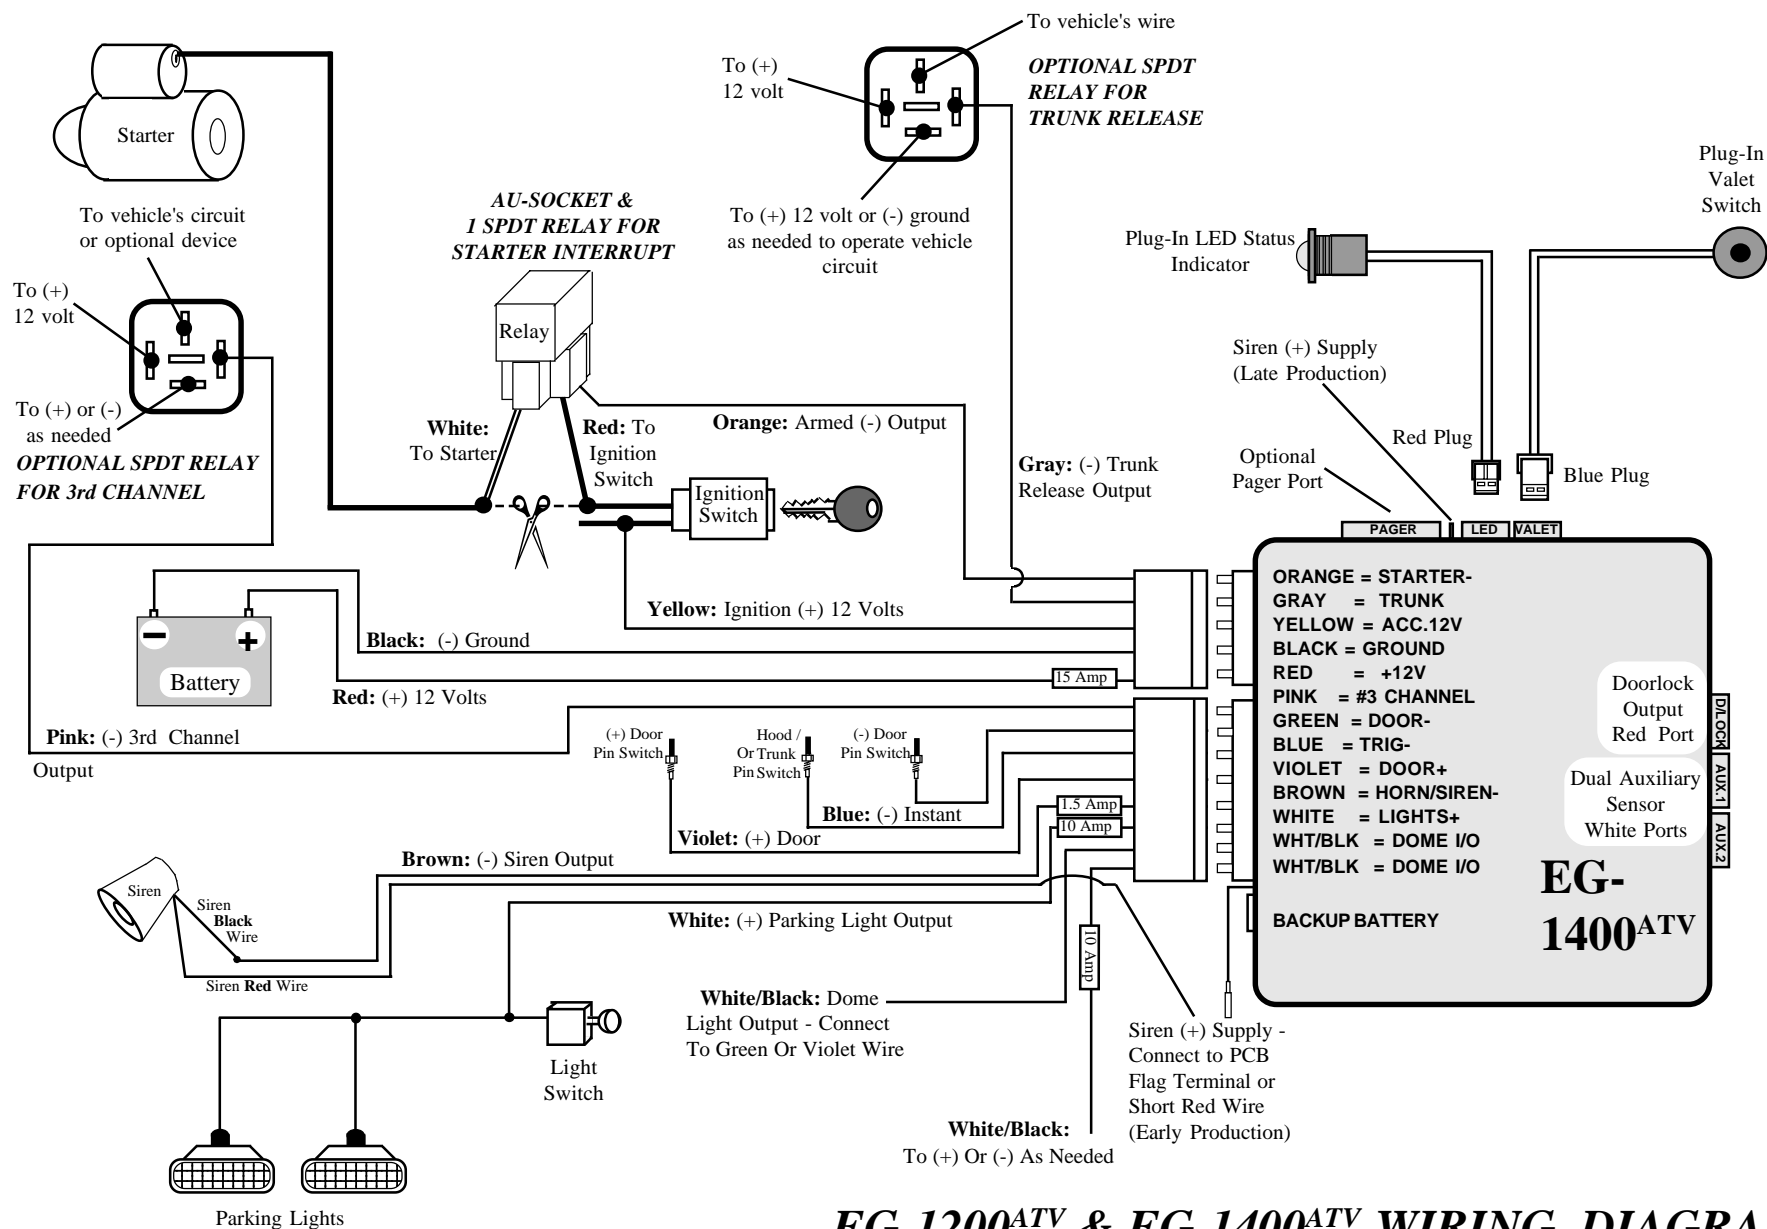 To vehicle's wire
To (+)
12 volt
OPTIONAL SPDT
RELAY FOR
TRUNK RELEASE
To (+) 12 volt or (-) ground
as needed to operate vehicle
circuit
Starter
To vehicle's circuit
or optional device
To (+)
12 volt
To (+) or (-)
as needed
OPTIONAL SPDT RELAY
FOR 3rd CHANNEL
AU-SOCKET &
1 SPDT RELAY FOR
STARTER INTERRUPT
Relay
White:
To Starter
Red: To
Ignition
Switch
Orange: Armed (-) Output
Gray: (-) Trunk
Release Output
Ignition
Switch
Plug-In
Valet
Switch
Plug-In LED Status
Indicator
Siren (+) Supply
(Late Production)
Red Plug
Blue Plug
Optional
Pager Port
PAGER
LED
VALET
Yellow: Ignition (+) 12 Volts
Black: (-) Ground
Battery
Red: (+) 12 Volts
15 Amp
Pink: (-) 3rd Channel
Output
(+) Door
Pin Switch
Hood /
Or Trunk
Pin Switch
(-) Door
Pin Switch
Blue: (-) Instant
Violet: (+) Door
1.5 Amp
10 Amp
Brown: (-) Siren Output
Siren
Siren
Black
Wire
Siren Red Wire
White: (+) Parking Light Output
10 Amp
White/Black: Dome
Light Output - Connect
To Green Or Violet Wire
Light
Switch
Siren (+) Supply -
Connect to PCB
Flag Terminal or
Short Red Wire
(Early Production)
White/Black:
To (+) Or (-) As Needed
Parking Lights
ORANGE = STARTER-
GRAY = TRUNK
YELLOW = ACC.12V
BLACK = GROUND
RED = +12V
PINK = #3 CHANNEL
GREEN = DOOR-
BLUE = TRIG-
VIOLET = DOOR+
BROWN = HORN/SIREN-
WHITE = LIGHTS+
WHT/BLK = DOME I/O
WHT/BLK = DOME I/O
BACKUP BATTERY
Doorlock
Output
Red Port
Dual Auxiliary
Sensor
White Ports
D/LOCK
AUX.1
AUX.2
EG-
1400ATV
EG-1200ATV & EG-1400ATV WIRING DIAGRA